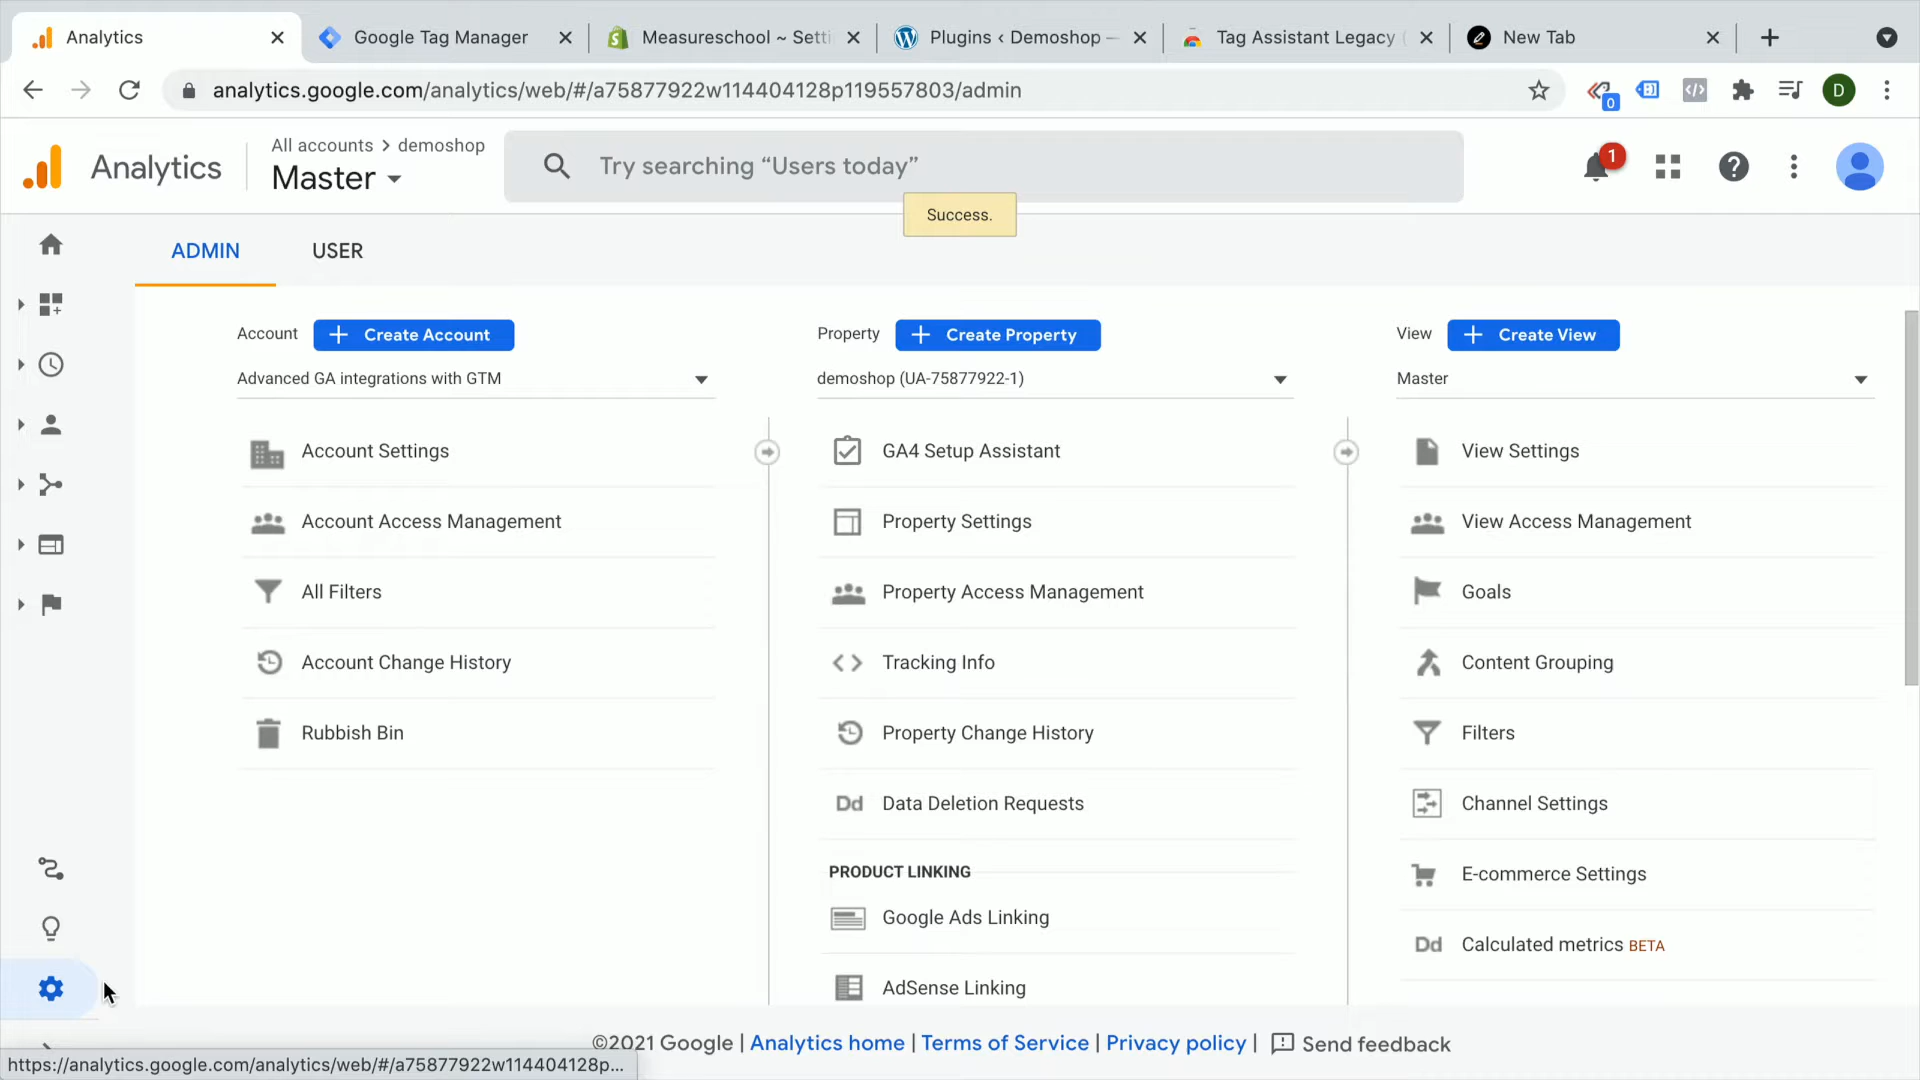 Analytics
Google Tag Manager
Measureschool ~ Setti
Plugins ‹ Demoshop —
Tag Assistant Legacy (
New Tab
analytics.google.com/analytics/web/#/a75877922w114404128p119557803/admin
0
D
Analytics
All accounts > demoshop
Master
Try searching “Users today”
1
Success.
ADMIN
USER
Account
Create Account
Property
Create Property
View
Create View
Advanced GA integrations with GTM
demoshop (UA-75877922-1)
Master
Account Settings
GA4 Setup Assistant
View Settings
Account Access Management
Property Settings
View Access Management
All Filters
Property Access Management
Goals
Account Change History
Tracking Info
Content Grouping
Rubbish Bin
Property Change History
Filters
Dd Data Deletion Requests
Channel Settings
PRODUCT LINKING
E-commerce Settings
Google Ads Linking
Dd Calculated metrics BETA
AdSense Linking
©2021 Google | Analytics home | Terms of Service | Privacy policy | Send feedback
https://analytics.google.com/analytics/web/#/a75877922w114404128p...